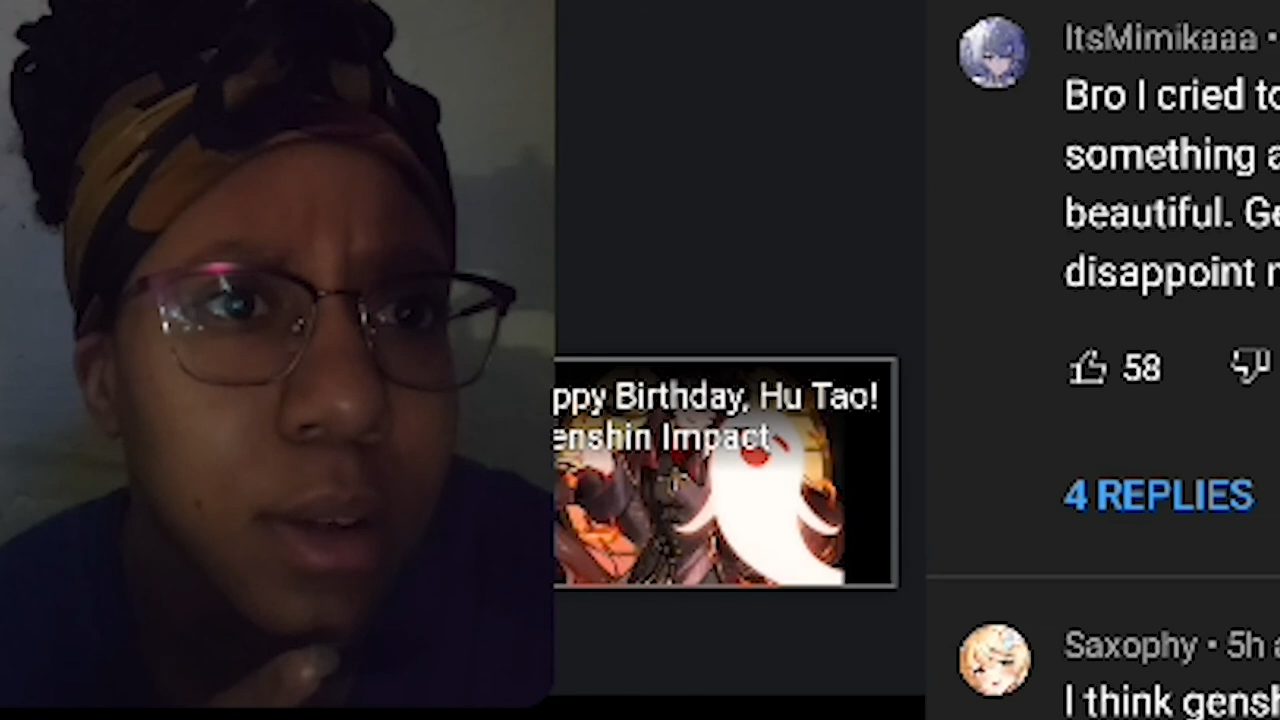 ppy Birthday, Hu Tao!
enshin Impact
ItsMimikaaa •
Bro I cried to
something a
beautiful. Ge
disappoint r
58
4 REPLIES
Saxophy • 5h a
I think gensh